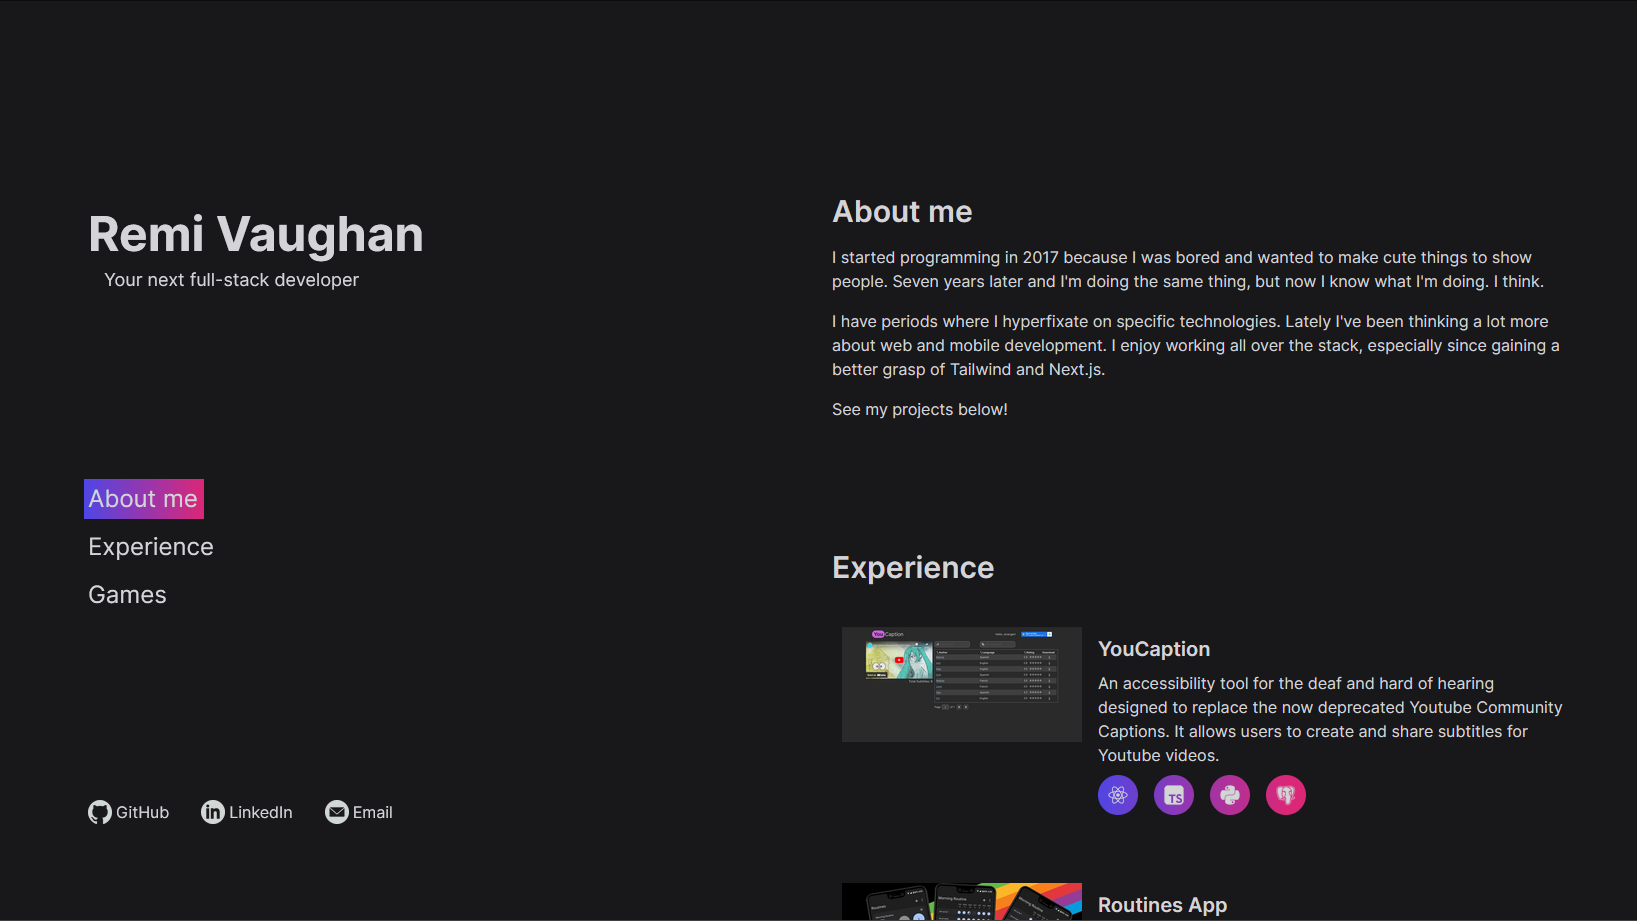 Remi Vaughan
Your next full-stack developer
About me
Experience
Games
GitHub
LinkedIn
Email
About me
I started programming in 2017 because I was bored and wanted to make cute things to show
people. Seven years later and I'm doing the same thing, but now I know what I'm doing. I think.
I have periods where I hyperfixate on specific technologies. Lately I've been thinking a lot more
about web and mobile development. I enjoy working all over the stack, especially since gaining a
better grasp of Tailwind and Next.js.
See my projects below!
Experience
YouCaption
YouCaption
An accessibility tool for the deaf and hard of hearing
designed to replace the now deprecated Youtube Community
Captions. It allows users to create and share subtitles for
Youtube videos.
TS
Routines App
Routines
Morning Routine